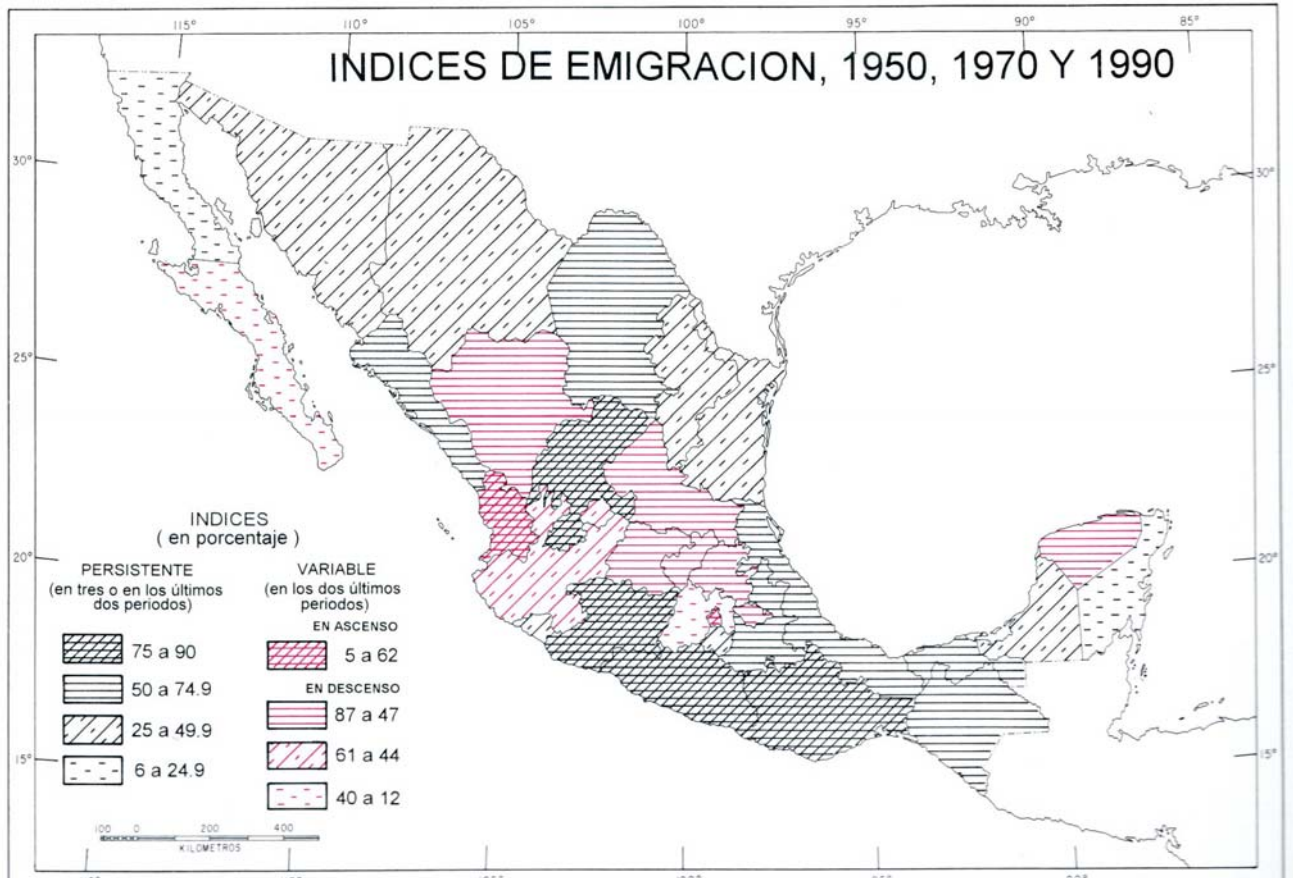 115° 110° 105° 100° 95° 90° 85°
INDICES DE EMIGRACION, 1950, 1970 Y 1990
30° 30°
25° 25°
20° 20°
15° 15°
INDICES
( en porcentaje )
PERSISTENTE
(en tres o en los últimos
dos periodos)
75 a 90
50 a 74.9
25 a 49.9
6 a 24.9
VARIABLE
(en los dos últimos
periodos)
EN ASCENSO
5 a 62
EN DESCENSO
87 a 47
61 a 44
40 a 12
100 0 200 400
KILOMETROS